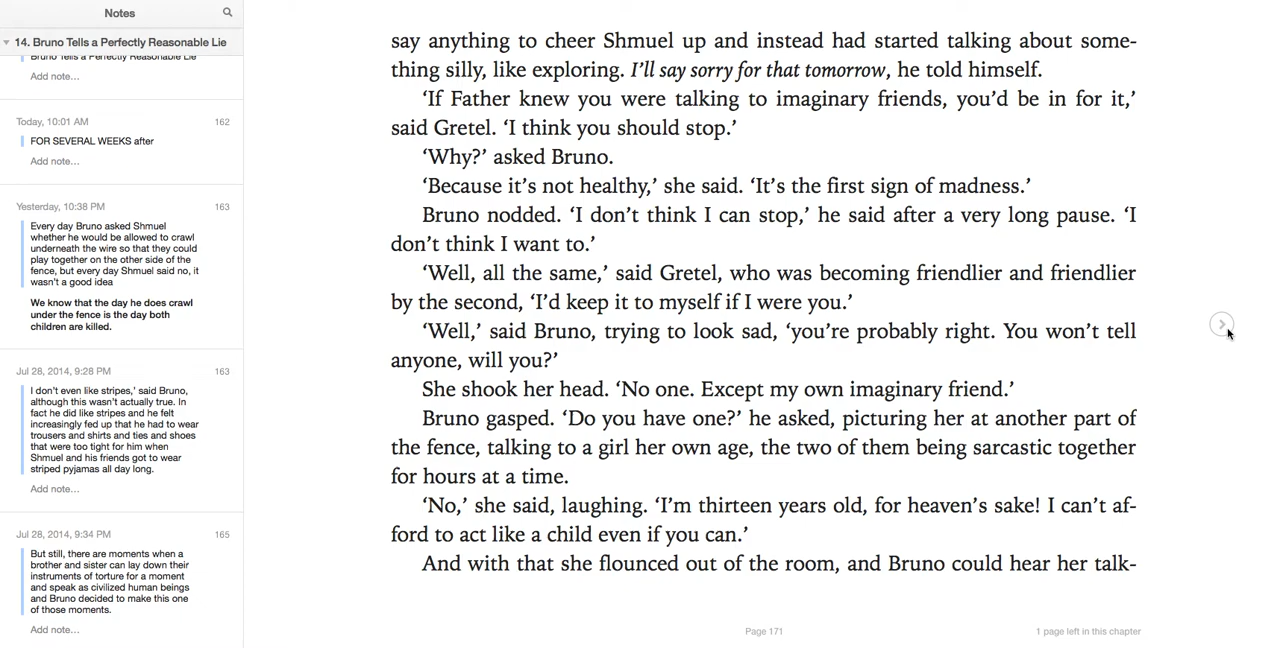 Notes
14. Bruno Tells a Perfectly Reasonable Lie
Bruno Tells a Perfectly Reasonable Lie
Add note…
Today, 10:01 AM 162
FOR SEVERAL WEEKS after
Add note…
Yesterday, 10:38 PM 163
Every day Bruno asked Shmuel
whether he would be allowed to crawl
underneath the wire so that they could
play together on the other side of the
fence, but every day Shmuel said no, it
wasn't a good idea
We know that the day he does crawl
under the fence is the day both
children are killed.
Jul 28, 2014, 9:28 PM 163
I don't even like stripes,' said Bruno,
although this wasn't actually true. In
fact he did like stripes and he felt
increasingly fed up that he had to wear
trousers and shirts and ties and shoes
that were too tight for him when
Shmuel and his friends got to wear
striped pyjamas all day long.
Add note…
Jul 28, 2014, 9:34 PM 165
But still, there are moments when a
brother and sister can lay down their
instruments of torture for a moment
and speak as civilized human beings
and Bruno decided to make this one
of those moments.
Add note…
say anything to cheer Shmuel up and instead had started talking about some-
thing silly, like exploring. I'll say sorry for that tomorrow, he told himself.
‘If Father knew you were talking to imaginary friends, you’d be in for it,’
said Gretel. ‘I think you should stop.’
‘Why?’ asked Bruno.
‘Because it’s not healthy,’ she said. ‘It’s the first sign of madness.’
Bruno nodded. ‘I don’t think I can stop,’ he said after a very long pause. ‘I
don’t think I want to.’
‘Well, all the same,’ said Gretel, who was becoming friendlier and friendlier
by the second, ‘I’d keep it to myself if I were you.’
‘Well,’ said Bruno, trying to look sad, ‘you’re probably right. You won’t tell
anyone, will you?’
She shook her head. ‘No one. Except my own imaginary friend.’
Bruno gasped. ‘Do you have one?’ he asked, picturing her at another part of
the fence, talking to a girl her own age, the two of them being sarcastic together
for hours at a time.
‘No,’ she said, laughing. ‘I’m thirteen years old, for heaven’s sake! I can’t af-
ford to act like a child even if you can.’
And with that she flounced out of the room, and Bruno could hear her talk-
Page 171
1 page left in this chapter